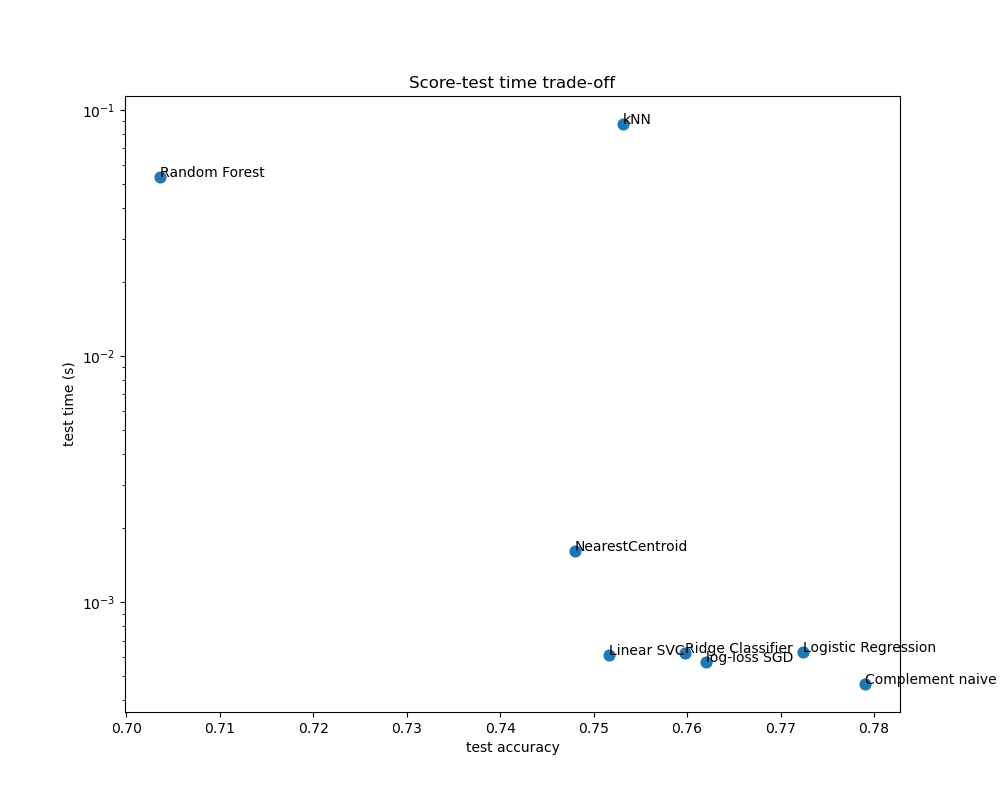 Score-test time trade-off
10⁻¹
kNN
Random Forest
10⁻²
test time (s)
NearestCentroid
10⁻³
Linear SVC
Ridge Classifier
Logistic Regression
log-loss SGD
Complement naive
0.70 0.71 0.72 0.73 0.74 0.75 0.76 0.77 0.78
test accuracy